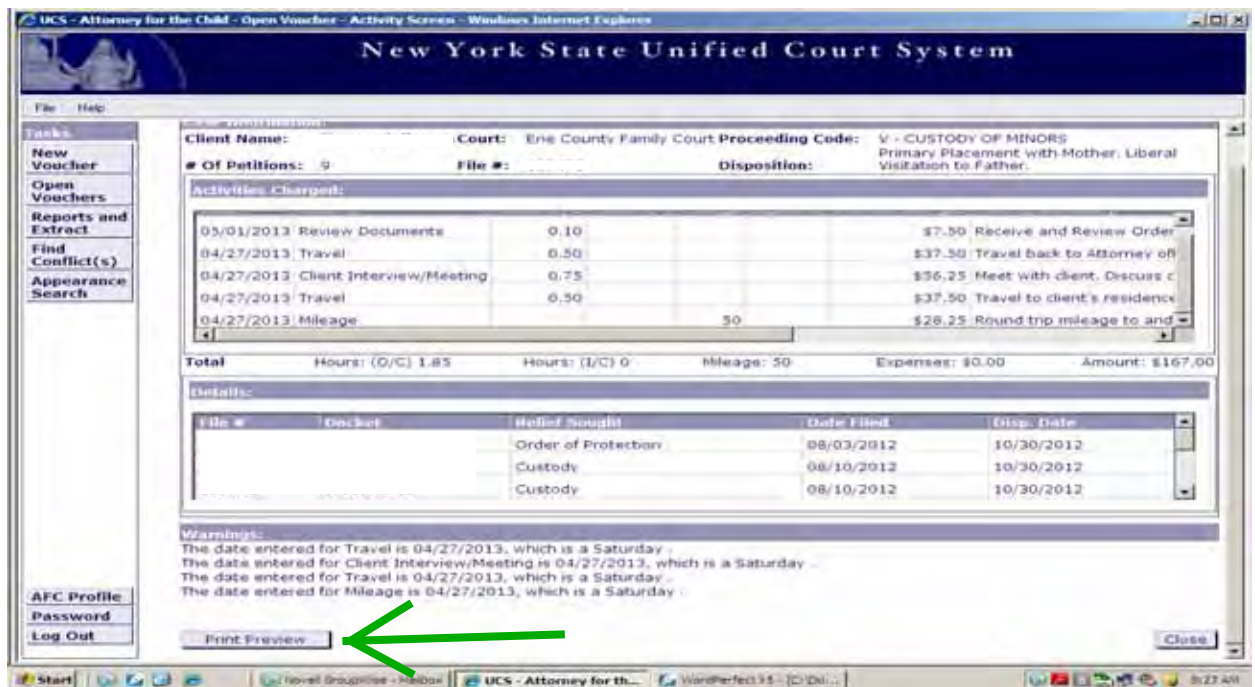 UCS - Attorney for the Child - Open Voucher - Activity Screen - Windows Internet Explorer
New York State Unified Court System
File Help
Tasks
New Voucher
Open Vouchers
Reports and Extract
Find Conflict(s)
Appearance Search
AFC Profile
Password
Log Out
Client Name: Court: Erie County Family Court Proceeding Code: V - CUSTODY OF MINORS
# Of Petitions: 9 File #: Disposition: Primary Placement with Mother. Liberal Visitation to Father.
Activities Charged:
05/01/2013 Review Documents 0.10 $7.50 Receive and Review Order
04/27/2013 Travel 0.50 $37.50 Travel back to Attorney off
04/27/2013 Client Interview/Meeting 0.75 $56.25 Meet with client. Discuss c
04/27/2013 Travel 0.50 $37.50 Travel to client's residence
04/27/2013 Mileage 50 $28.25 Round trip mileage to and
Total Hours: (O/C) 1.85 Hours: (I/C) 0 Mileage: 50 Expenses: $0.00 Amount: $167.00
Details:
File # Docket Relief Sought Date Filed Disp. Date
Order of Protection 08/03/2012 10/30/2012
Custody 08/10/2012 10/30/2012
Custody 08/10/2012 10/30/2012
Warnings:
The date entered for Travel is 04/27/2013, which is a Saturday .
The date entered for Client Interview/Meeting is 04/27/2013, which is a Saturday .
The date entered for Travel is 04/27/2013, which is a Saturday .
The date entered for Mileage is 04/27/2013, which is a Saturday .
Print Preview Close
Start Novell GroupWise - Mailbox UCS - Attorney for th... WordPerfect 8:27 AM